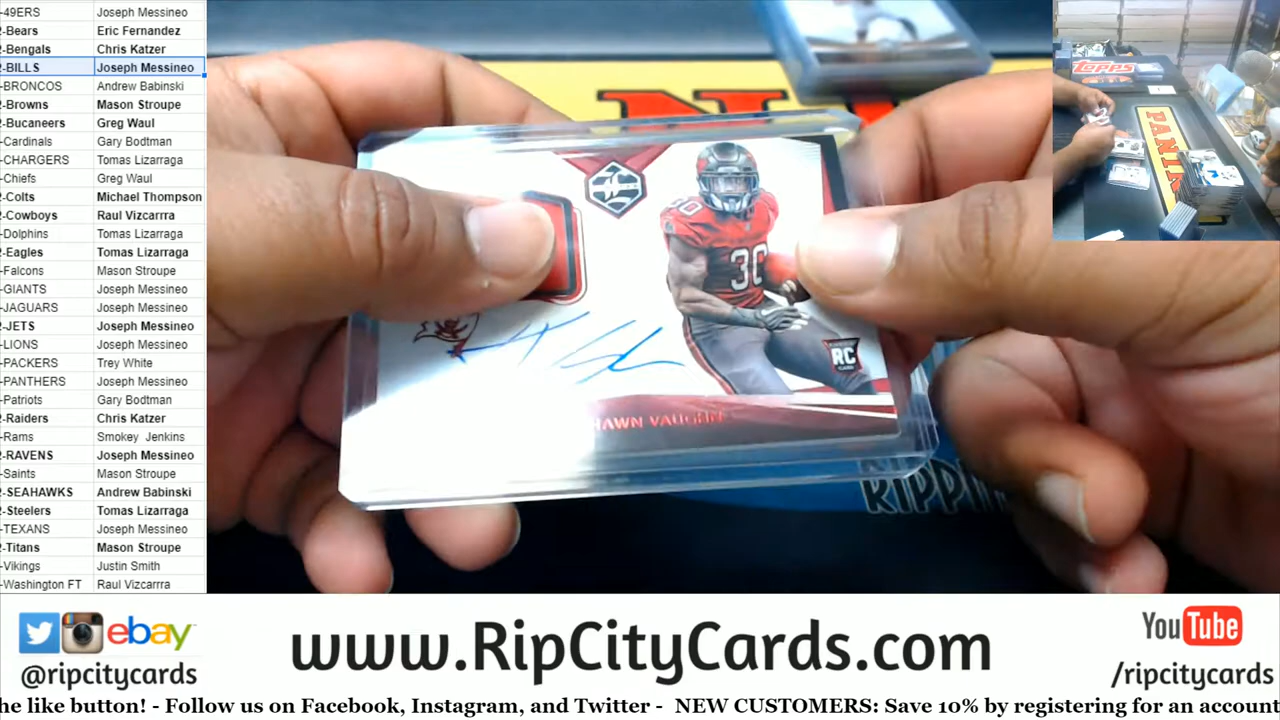 -49ERS Joseph Messineo
-Bears Eric Fernandez
-Bengals Chris Katzer
-BILLS Joseph Messineo
-BRONCOS Andrew Babinski
-Browns Mason Stroupe
-Bucaneers Greg Waul
-Cardinals Gary Bodtman
-CHARGERS Tomas Lizarraga
-Chiefs Greg Waul
-Colts Michael Thompson
-Cowboys Raul Vizcarrra
-Dolphins Tomas Lizarraga
-Eagles Tomas Lizarraga
-Falcons Mason Stroupe
-GIANTS Joseph Messineo
-JAGUARS Joseph Messineo
-JETS Joseph Messineo
-LIONS Joseph Messineo
-PACKERS Trey White
-PANTHERS Joseph Messineo
-Patriots Gary Bodtman
-Raiders Chris Katzer
-Rams Smokey Jenkins
-RAVENS Joseph Messineo
-Saints Mason Stroupe
-SEAHAWKS Andrew Babinski
-Steelers Tomas Lizarraga
-TEXANS Joseph Messineo
-Titans Mason Stroupe
-Vikings Justin Smith
-Washington FT Raul Vizcarrra
30
30
RC
HAWN VAUGHN
RIPPIN
Topps
PANINI
ebay
@ripcitycards
www.RipCityCards.com
YouTube
/ripcitycards
he like button! - Follow us on Facebook, Instagram, and Twitter - NEW CUSTOMERS: Save 10% by registering for an account